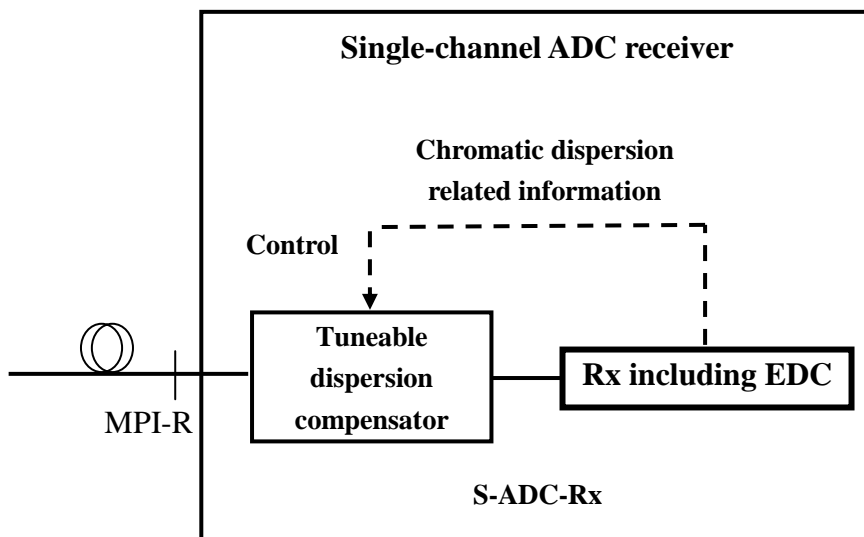 Single-channel ADC receiver
Chromatic dispersion
related information
Control
Tuneable
dispersion
compensator
Rx including EDC
MPI-R
S-ADC-Rx